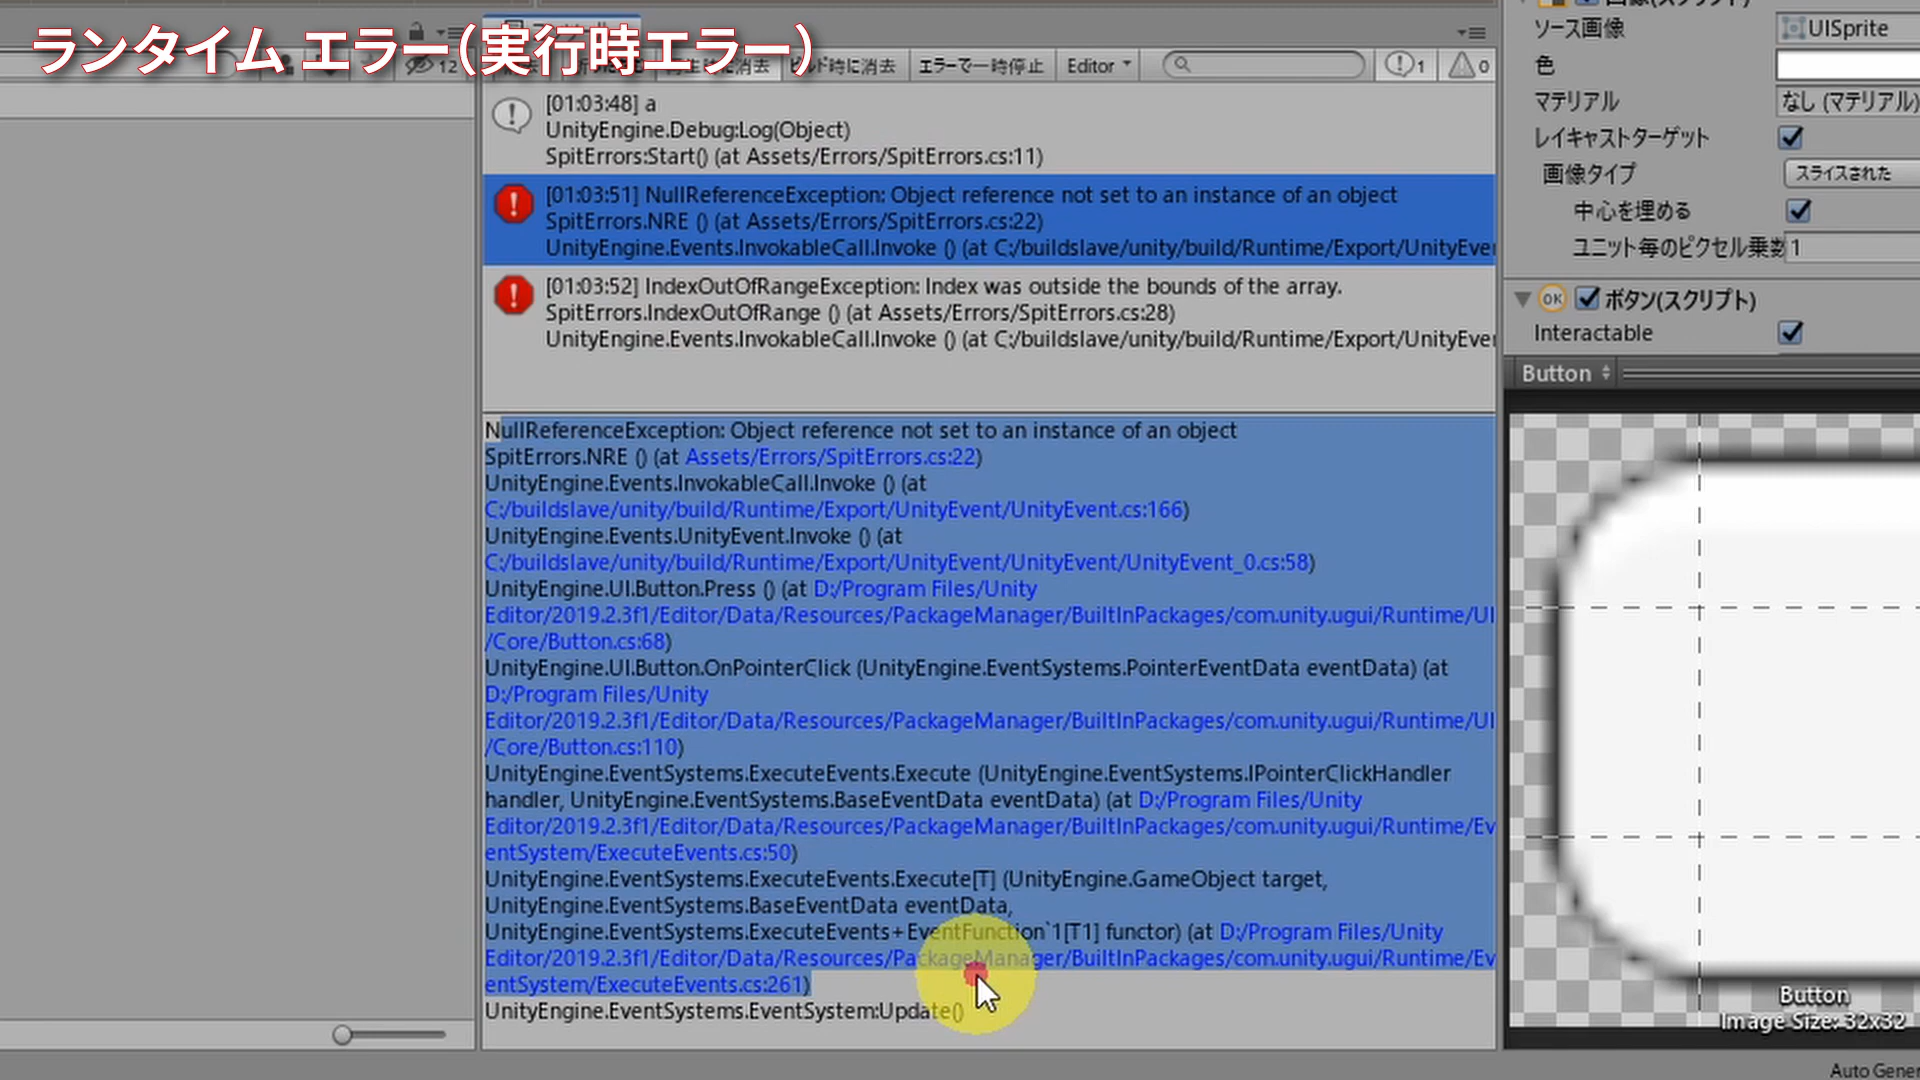 ランタイム エラー(実行時エラー)
12
ビルド時に消去
エラーで一時停止
Editor
1
0
[01:03:48] a
UnityEngine.Debug:Log(Object)
SpitErrors:Start() (at Assets/Errors/SpitErrors.cs:11)
[01:03:51] NullReferenceException: Object reference not set to an instance of an object
SpitErrors.NRE () (at Assets/Errors/SpitErrors.cs:22)
UnityEngine.Events.InvokableCall.Invoke () (at C:/buildslave/unity/build/Runtime/Export/UnityEve
[01:03:52] IndexOutOfRangeException: Index was outside the bounds of the array.
SpitErrors.IndexOutOfRange () (at Assets/Errors/SpitErrors.cs:28)
UnityEngine.Events.InvokableCall.Invoke () (at C:/buildslave/unity/build/Runtime/Export/UnityEve
NullReferenceException: Object reference not set to an instance of an object
SpitErrors.NRE () (at Assets/Errors/SpitErrors.cs:22)
UnityEngine.Events.InvokableCall.Invoke () (at
C:/buildslave/unity/build/Runtime/Export/UnityEvent/UnityEvent.cs:166)
UnityEngine.Events.UnityEvent.Invoke () (at
C:/buildslave/unity/build/Runtime/Export/UnityEvent/UnityEvent/UnityEvent_0.cs:58)
UnityEngine.UI.Button.Press () (at D:/Program Files/Unity
Editor/2019.2.3f1/Editor/Data/Resources/PackageManager/BuiltInPackages/com.unity.ugui/Runtime/UI
/Core/Button.cs:68)
UnityEngine.UI.Button.OnPointerClick (UnityEngine.EventSystems.PointerEventData eventData) (at
D:/Program Files/Unity
Editor/2019.2.3f1/Editor/Data/Resources/PackageManager/BuiltInPackages/com.unity.ugui/Runtime/UI
/Core/Button.cs:110)
UnityEngine.EventSystems.ExecuteEvents.Execute (UnityEngine.EventSystems.IPointerClickHandler
handler, UnityEngine.EventSystems.BaseEventData eventData) (at D:/Program Files/Unity
Editor/2019.2.3f1/Editor/Data/Resources/PackageManager/BuiltInPackages/com.unity.ugui/Runtime/Ev
entSystem/ExecuteEvents.cs:50)
UnityEngine.EventSystems.ExecuteEvents.Execute[T] (UnityEngine.GameObject target,
UnityEngine.EventSystems.BaseEventData eventData,
UnityEngine.EventSystems.ExecuteEvents+EventFunction`1[T1] functor) (at D:/Program Files/Unity
Editor/2019.2.3f1/Editor/Data/Resources/PackageManager/BuiltInPackages/com.unity.ugui/Runtime/Ev
entSystem/ExecuteEvents.cs:261)
UnityEngine.EventSystems.EventSystem:Update()
ソース画像
UISprite
色
マテリアル
なし (マテリアル)
レイキャストターゲット
画像タイプ
スライスされた
中心を埋める
ユニット毎のピクセル乗数
1
OK ボタン(スクリプト)
Interactable
Button
Button
Image Size: 32x32
Auto Gener